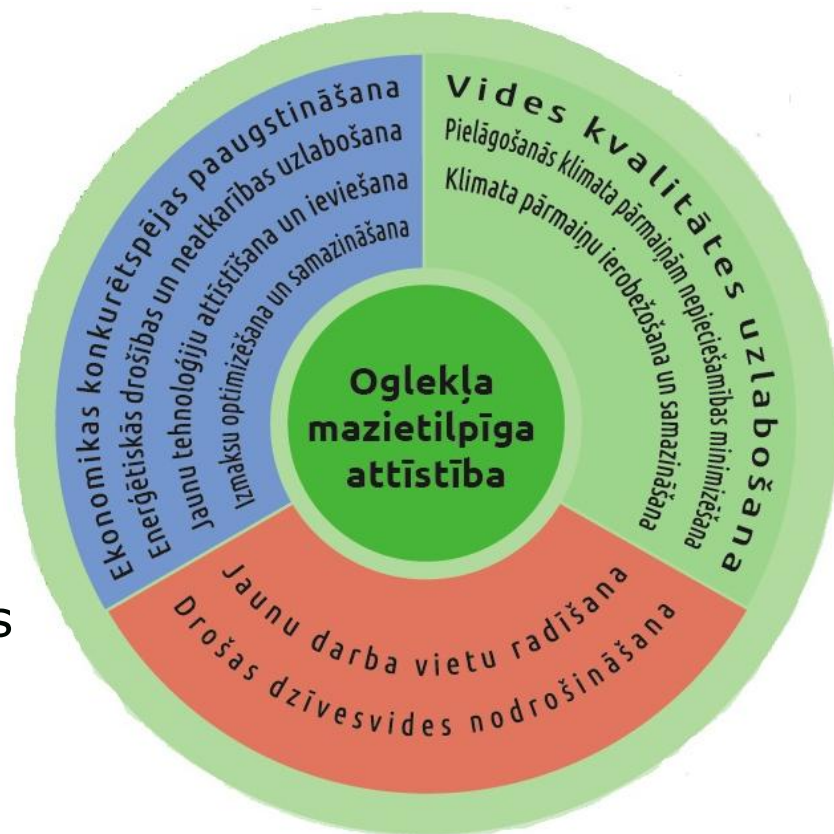 Ekonomikas konkurētspējas paaugstināšana
Enerģētiskās drošības un neatkarības uzlabošana
Jaunu tehnoloģiju attīstīšana un ieviešana
Izmaksu optimizēšana un samazināšana
Vides kvalitātes uzlabošana
Pielāgošanās klimata pārmaiņām nepieciešamības minimizēšana
Klimata pārmaiņu ierobežošana un samazināšana
Oglekļa
mazietilpīga
attīstība
Jaunu darba vietu radīšana
Drošas dzīvesvides nodrošināšana
s